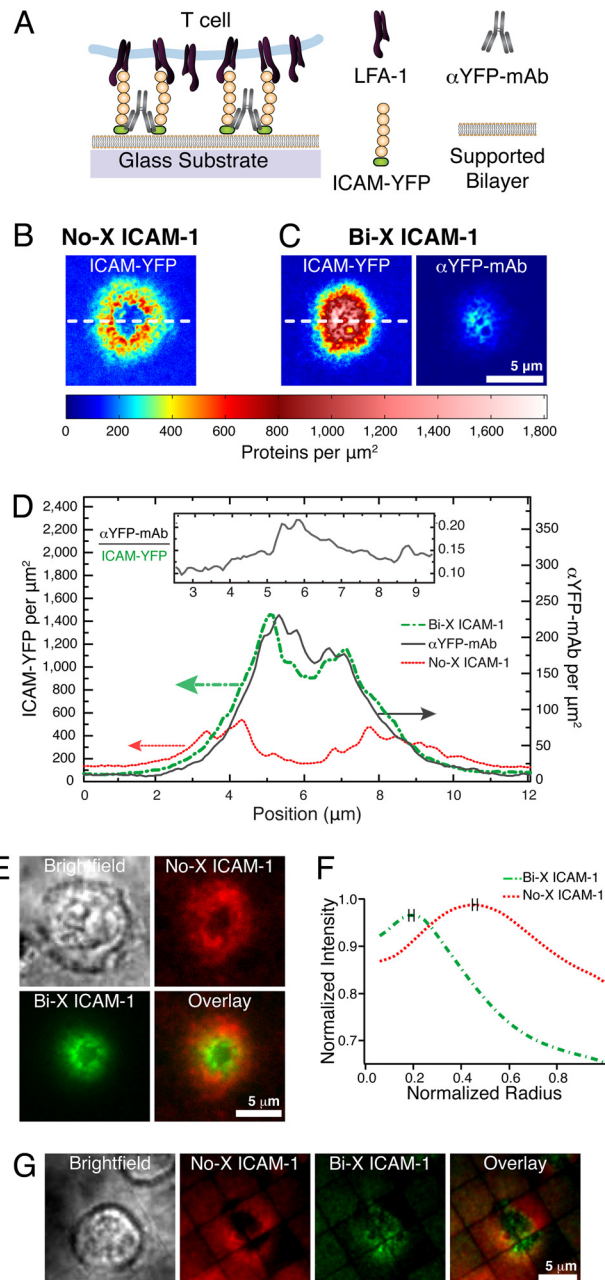 A
T cell
LFA-1
αYFP-mAb
Glass Substrate
ICAM-YFP
Supported
Bilayer
B
No-X ICAM-1
ICAM-YFP
C
Bi-X ICAM-1
ICAM-YFP
αYFP-mAb
5 µm
0 200 400 600 800 1,000 1,200 1,400 1,600 1,800
Proteins per µm²
D
2,400
2,200
2,000
1,800
1,600
1,400
1,200
1,000
800
600
400
200
0
ICAM-YFP per µm²
αYFP-mAb
ICAM-YFP
0.20
0.15
0.10
3 4 5 6 7 8 9
Bi-X ICAM-1
αYFP-mAb
No-X ICAM-1
350
300
250
200
150
100
50
0
αYFP-mAb per µm²
0 2 4 6 8 10 12
Position (µm)
E
Brightfield
No-X ICAM-1
Bi-X ICAM-1
Overlay
5 µm
F
Bi-X ICAM-1
No-X ICAM-1
1.0
0.9
0.8
0.7
Normalized Intensity
0.0 0.2 0.4 0.6 0.8
Normalized Radius
G
Brightfield
No-X ICAM-1
Bi-X ICAM-1
Overlay
5 µm